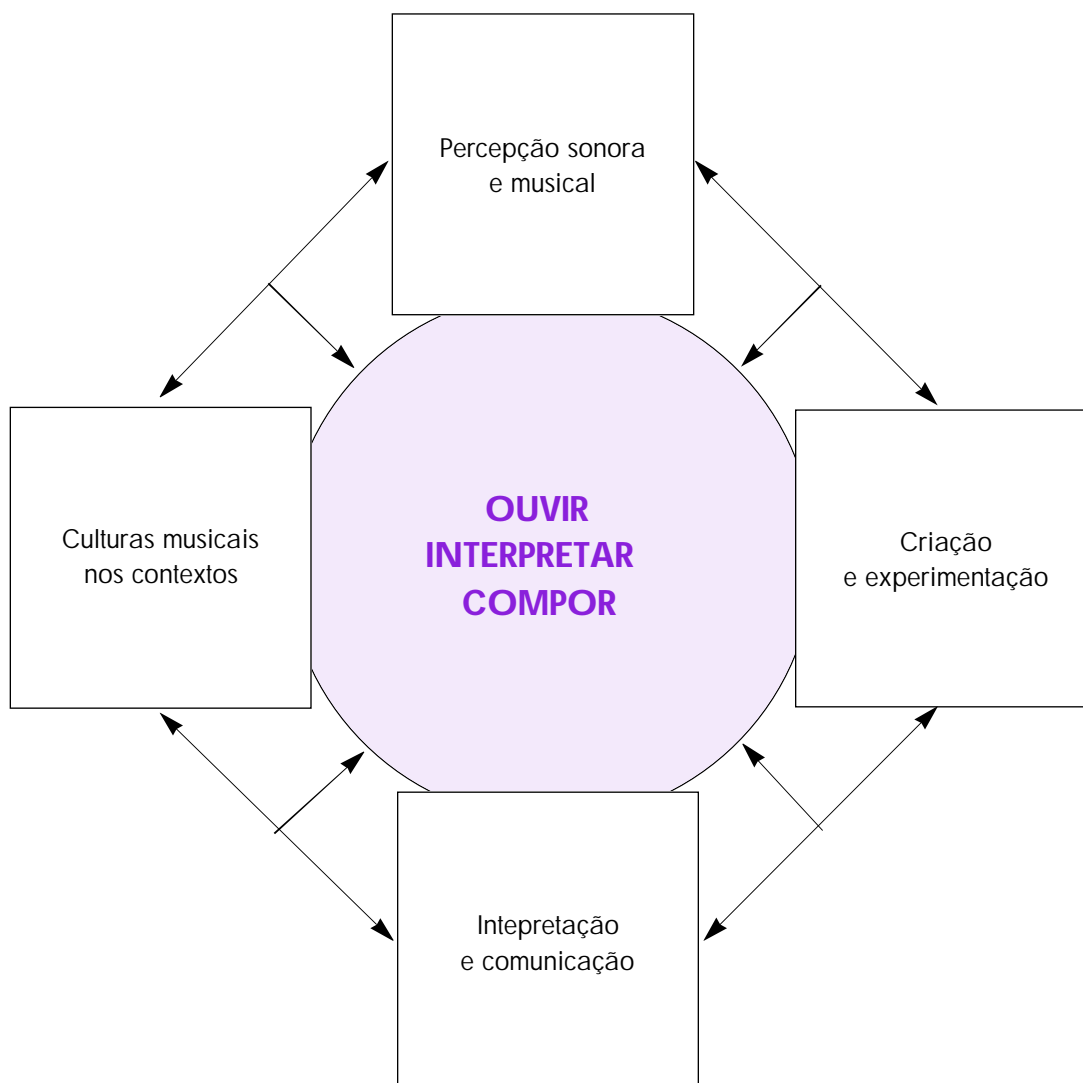 Percepção sonora
e musical
Culturas musicais
nos contextos
OUVIR
INTERPRETAR
COMPOR
Criação
e experimentação
Intepretação
e comunicação